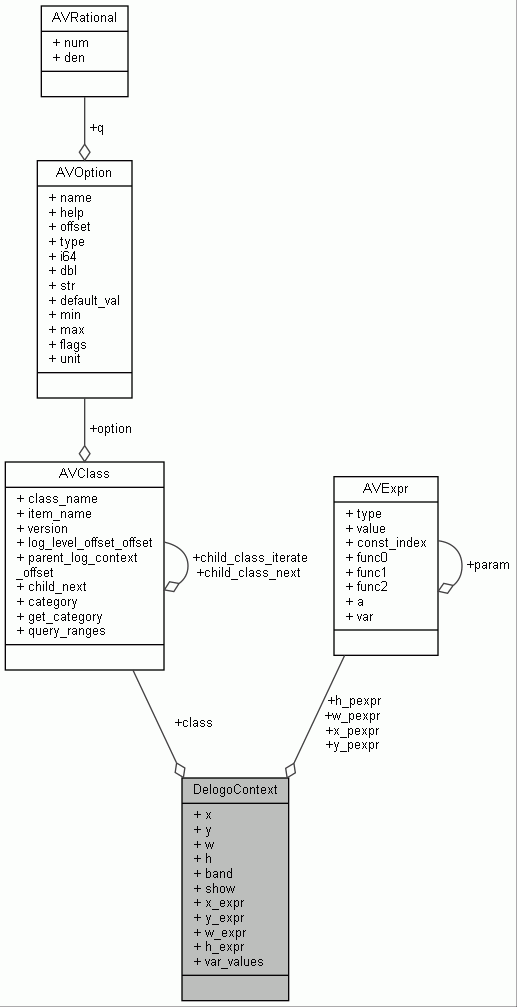 AVRational
+ num
+ den
+q
AVOption
+ name
+ help
+ offset
+ type
+ i64
+ dbl
+ str
+ default_val
+ min
+ max
+ flags
+ unit
+option
AVClass
+ class_name
+ item_name
+ version
+ log_level_offset_offset
+ parent_log_context
_offset
+ child_next
+ category
+ get_category
+ query_ranges
+child_class_iterate
+child_class_next
AVExpr
+ type
+ value
+ const_index
+ func0
+ func1
+ func2
+ a
+ var
+param
+class
+h_pexpr
+w_pexpr
+x_pexpr
+y_pexpr
DelogoContext
+ x
+ y
+ w
+ h
+ band
+ show
+ x_expr
+ y_expr
+ w_expr
+ h_expr
+ var_values